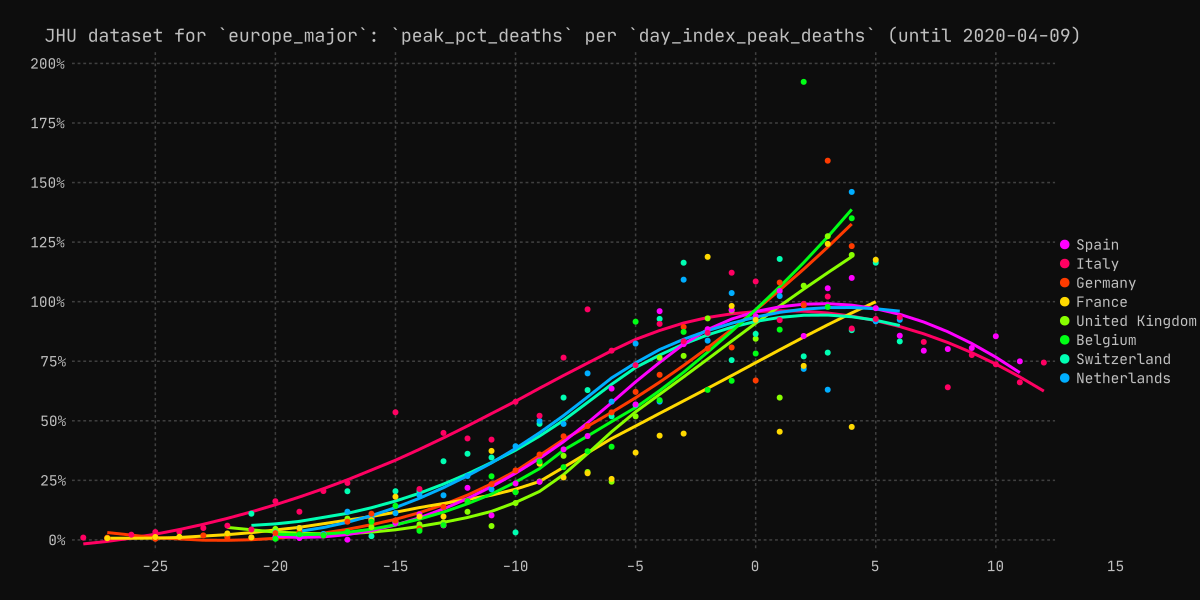 JHU dataset for `europe_major`: `peak_pct_deaths` per `day_index_peak_deaths` (until 2020-04-09)
200%
175%
150%
125%
100%
75%
50%
25%
0%
Spain
Italy
Germany
France
United Kingdom
Belgium
Switzerland
Netherlands
-25 -20 -15 -10 -5 0 5 10 15